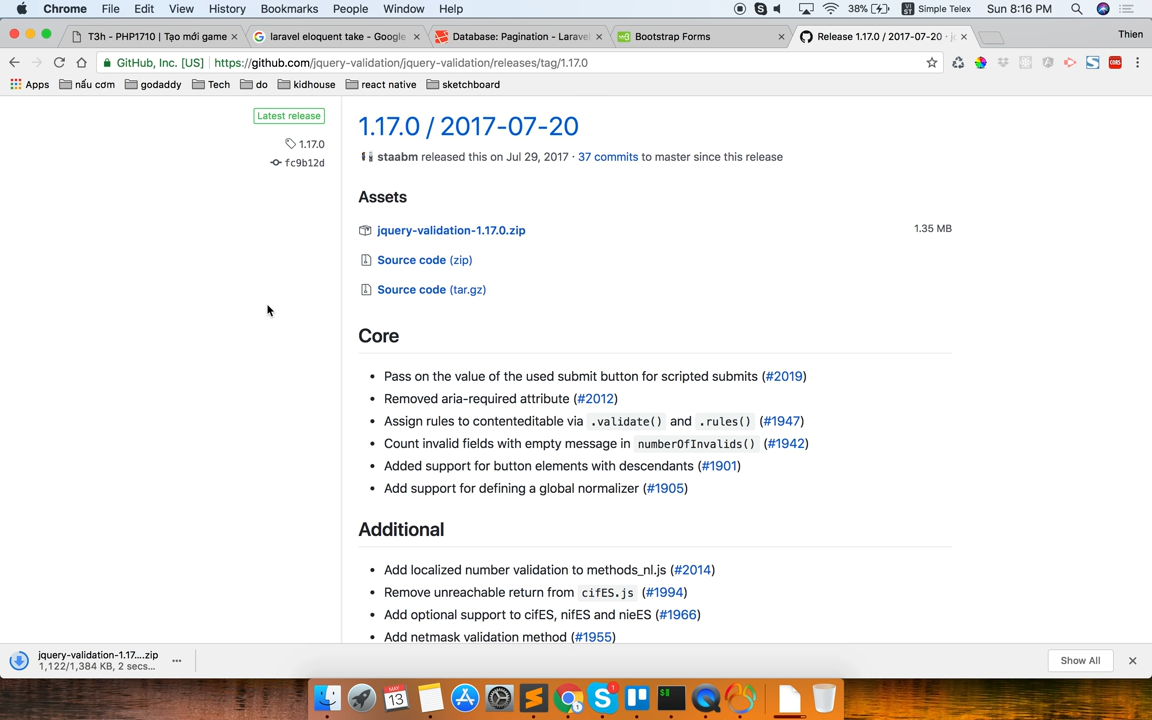 Chrome File Edit View History Bookmarks People Window Help 38% Simple Telex Sun 8:16 PM
T3h - PHP1710 | Tạo mới game laravel eloquent take - Google Database: Pagination - Laravel Bootstrap Forms Release 1.17.0 / 2017-07-20 · Thien
GitHub, Inc. [US] https://github.com/jquery-validation/jquery-validation/releases/tag/1.17.0
Apps nấu cơm godaddy Tech do kidhouse react native sketchboard
Latest release
1.17.0
fc9b12d
1.17.0 / 2017-07-20
staabm released this on Jul 29, 2017 · 37 commits to master since this release
Assets
jquery-validation-1.17.0.zip 1.35 MB
Source code (zip)
Source code (tar.gz)
Core
• Pass on the value of the used submit button for scripted submits (#2019)
• Removed aria-required attribute (#2012)
• Assign rules to contenteditable via .validate() and .rules() (#1947)
• Count invalid fields with empty message in numberOfInvalids() (#1942)
• Added support for button elements with descendants (#1901)
• Add support for defining a global normalizer (#1905)
Additional
• Add localized number validation to methods_nl.js (#2014)
• Remove unreachable return from cifES.js (#1994)
• Add optional support to cifES, nifES and nieES (#1966)
• Add netmask validation method (#1955)
jquery-validation-1.17....zip
1,122/1,384 KB, 2 secs...
Show All
MAY
13
1